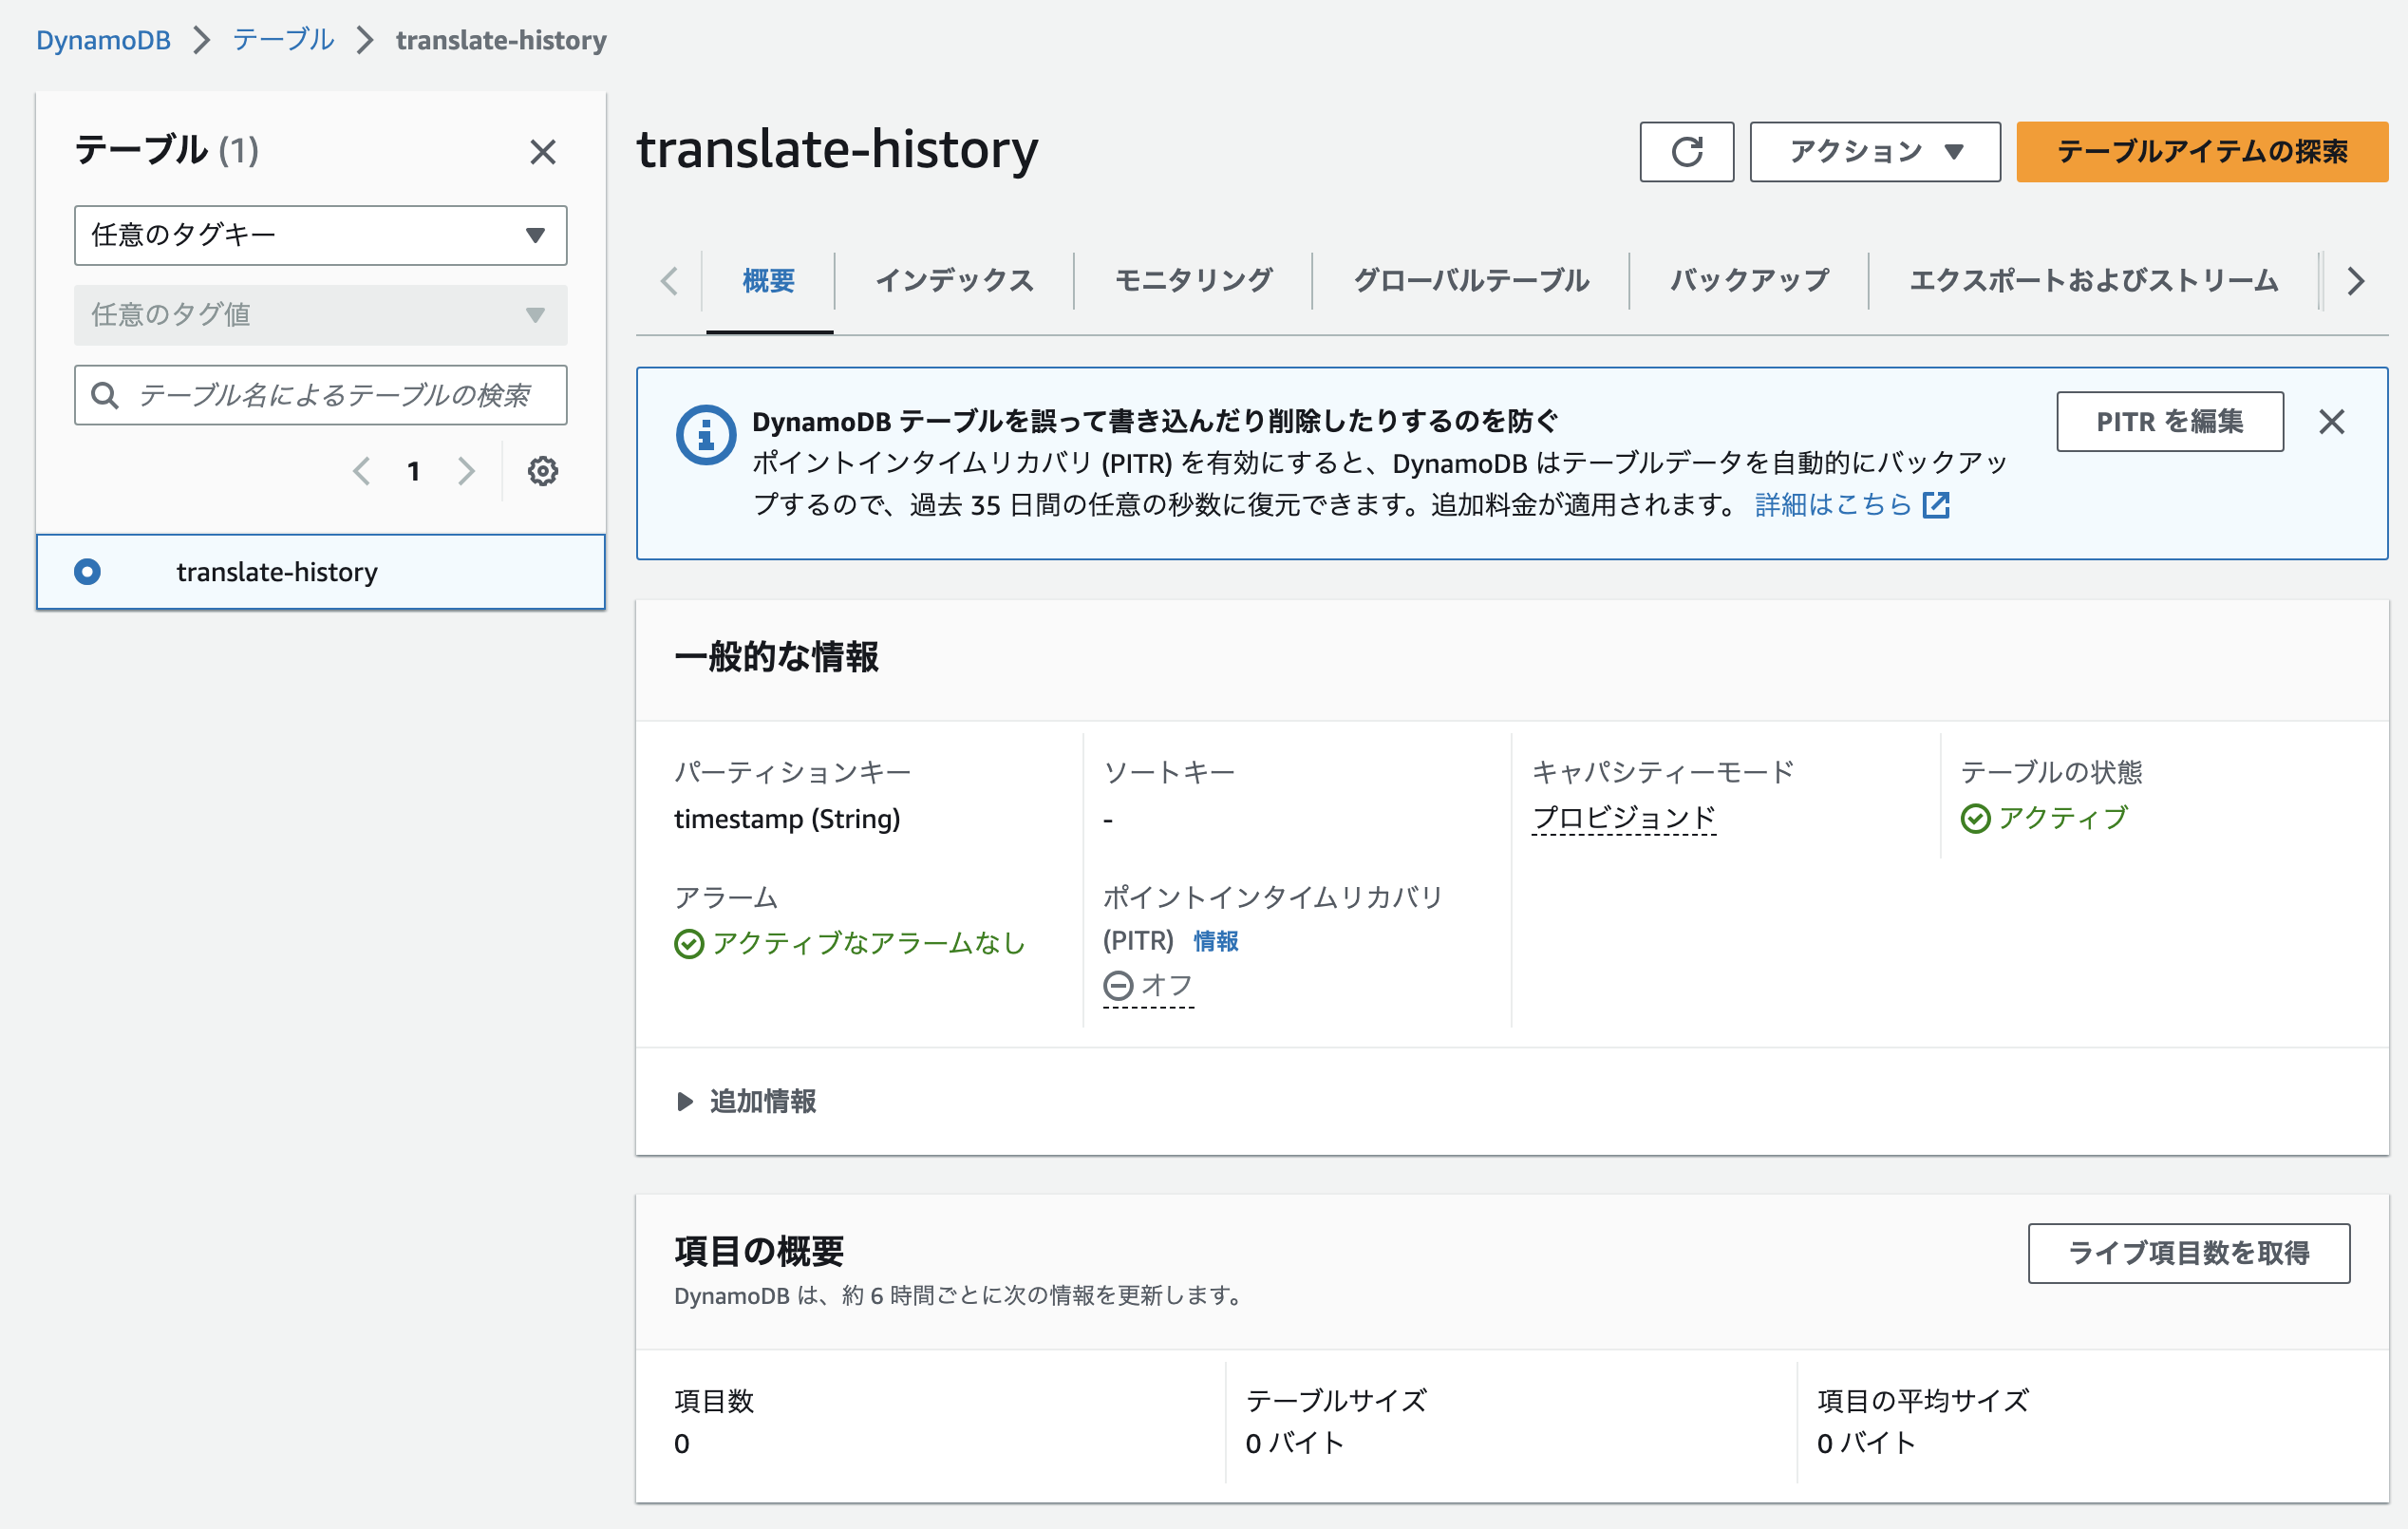 DynamoDB > テーブル > translate-history
テーブル (1)
任意のタグキー
任意のタグ値
テーブル名によるテーブルの検索
1
translate-history
translate-history
アクション
テーブルアイテムの探索
概要
インデックス
モニタリング
グローバルテーブル
バックアップ
エクスポートおよびストリーム
DynamoDB テーブルを誤って書き込んだり削除したりするのを防ぐ
ポイントインタイムリカバリ (PITR) を有効にすると、DynamoDB はテーブルデータを自動的にバックアッ
プするので、過去 35 日間の任意の秒数に復元できます。追加料金が適用されます。 詳細はこちら
PITR を編集
一般的な情報
パーティションキー
timestamp (String)
ソートキー
-
キャパシティーモード
プロビジョンド
テーブルの状態
アクティブ
アラーム
アクティブなアラームなし
ポイントインタイムリカバリ
(PITR) 情報
オフ
追加情報
項目の概要
DynamoDB は、約 6 時間ごとに次の情報を更新します。
ライブ項目数を取得
項目数
0
テーブルサイズ
0 バイト
項目の平均サイズ
0 バイト